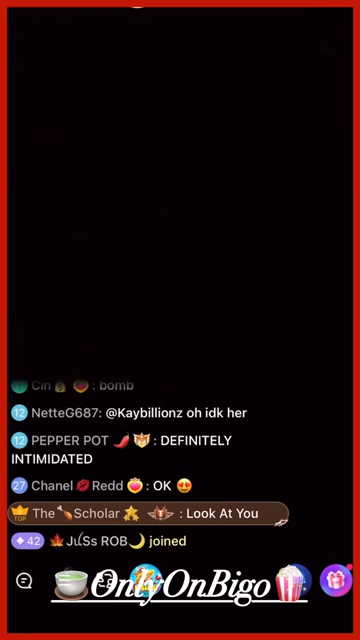 Cin : bomb
12 NetteG687: @Kaybillionz oh idk her
12 PEPPER POT : DEFINITELY
INTIMIDATED
27 Chanel Redd : OK
TOP The Scholar : Look At You
42 JuSs ROB joined
OnlyOnBigo